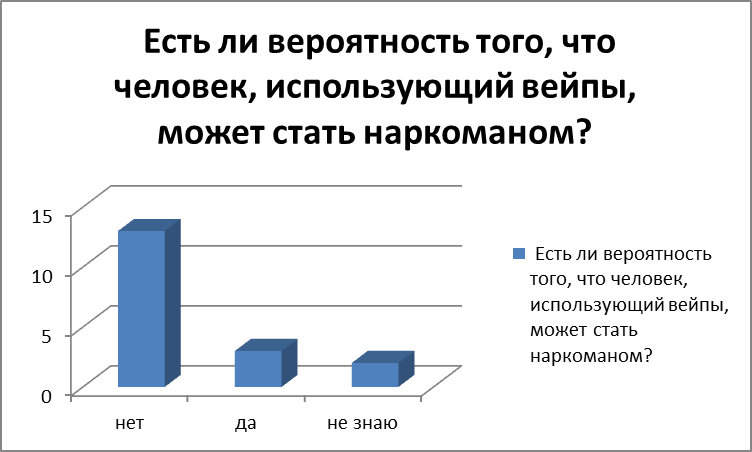 Есть ли вероятность того, что
человек, использующий вейпы,
может стать наркоманом?
15
10
5
0
нет
да
не знаю
Есть ли вероятность
того, что человек,
использующий вейпы,
может стать
наркоманом?